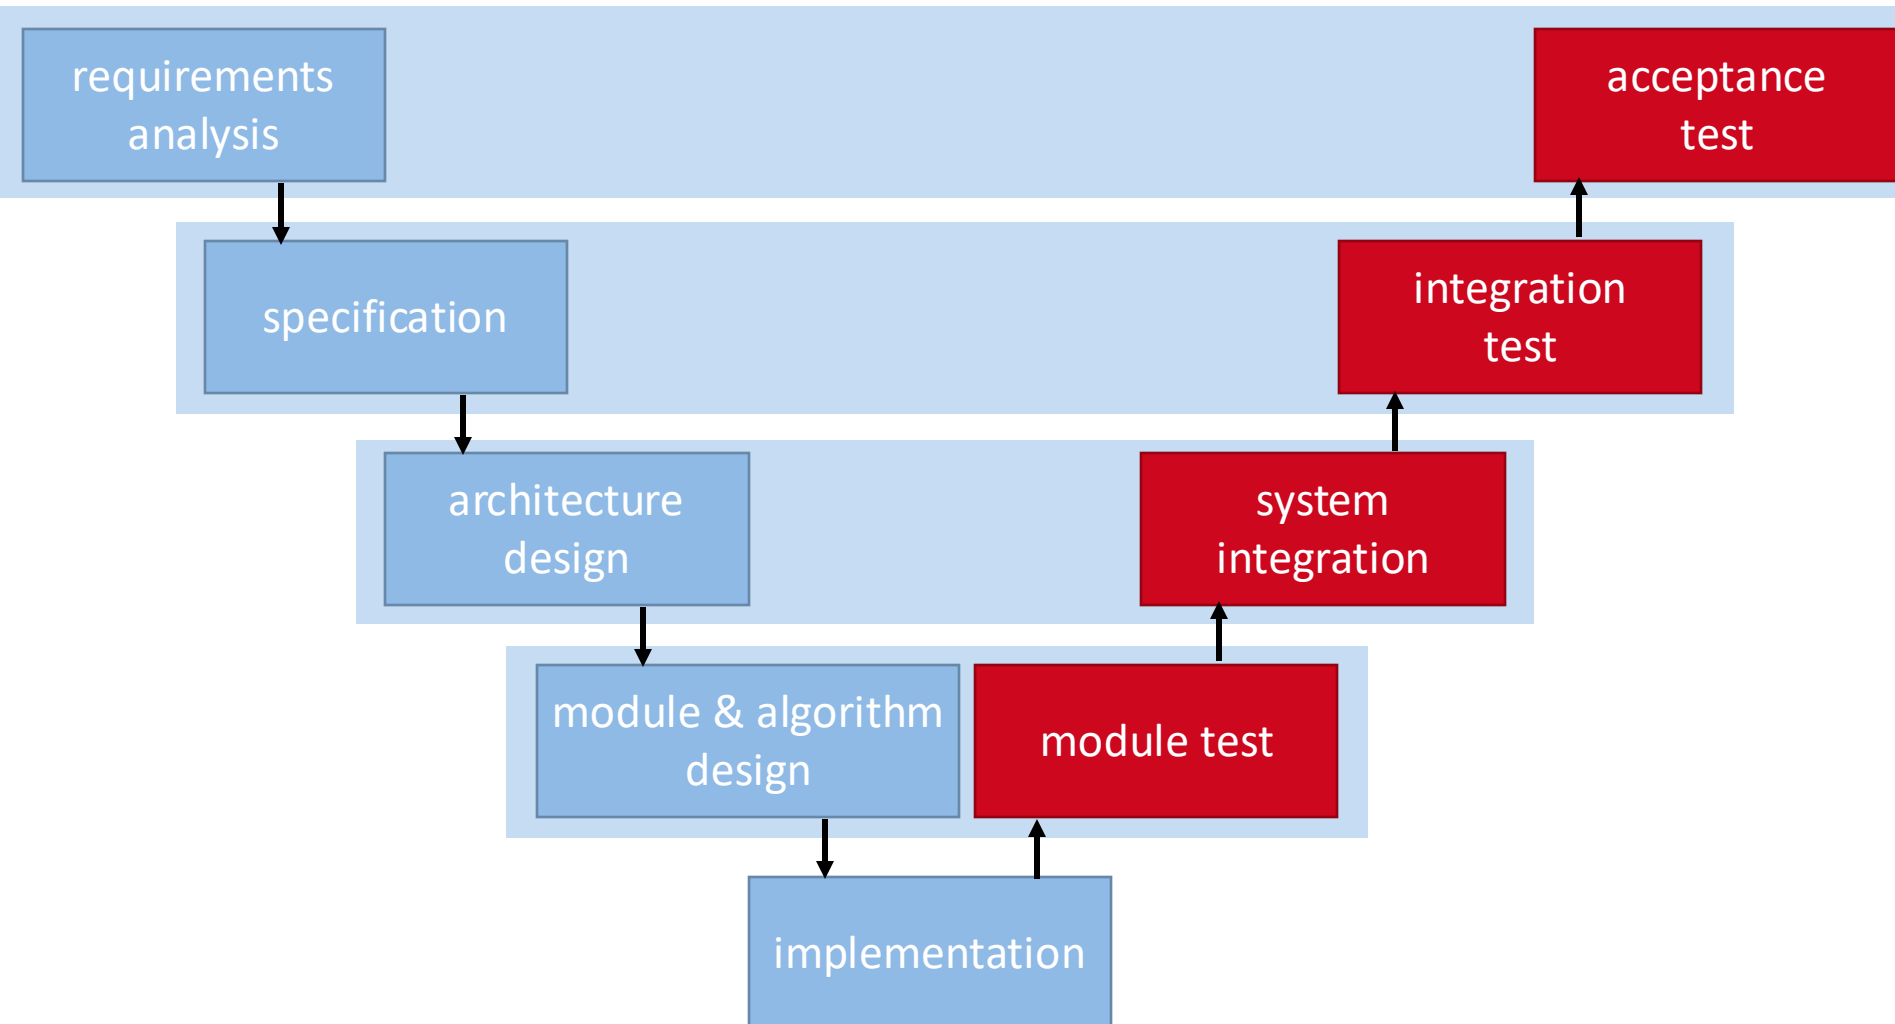 requirements
analysis
acceptance
test
specification
integration
test
architecture
design
system
integration
module & algorithm
design
module test
implementation